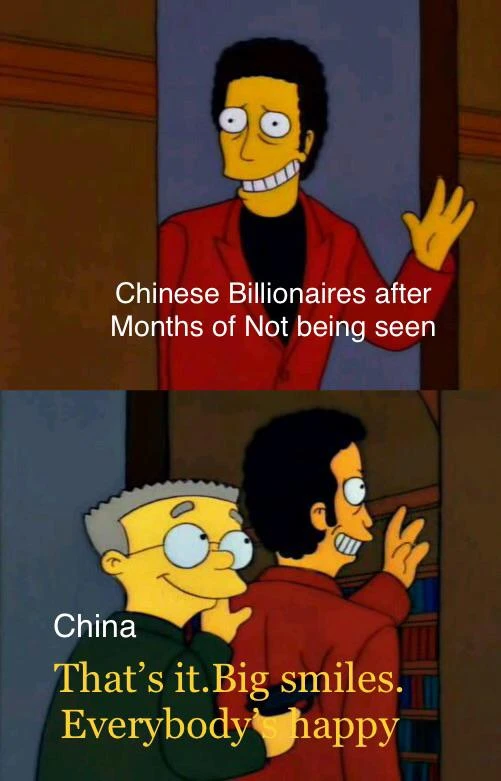 Chinese Billionaires after
Months of Not being seen
China
That's it.Big smiles.
Everybody's happy